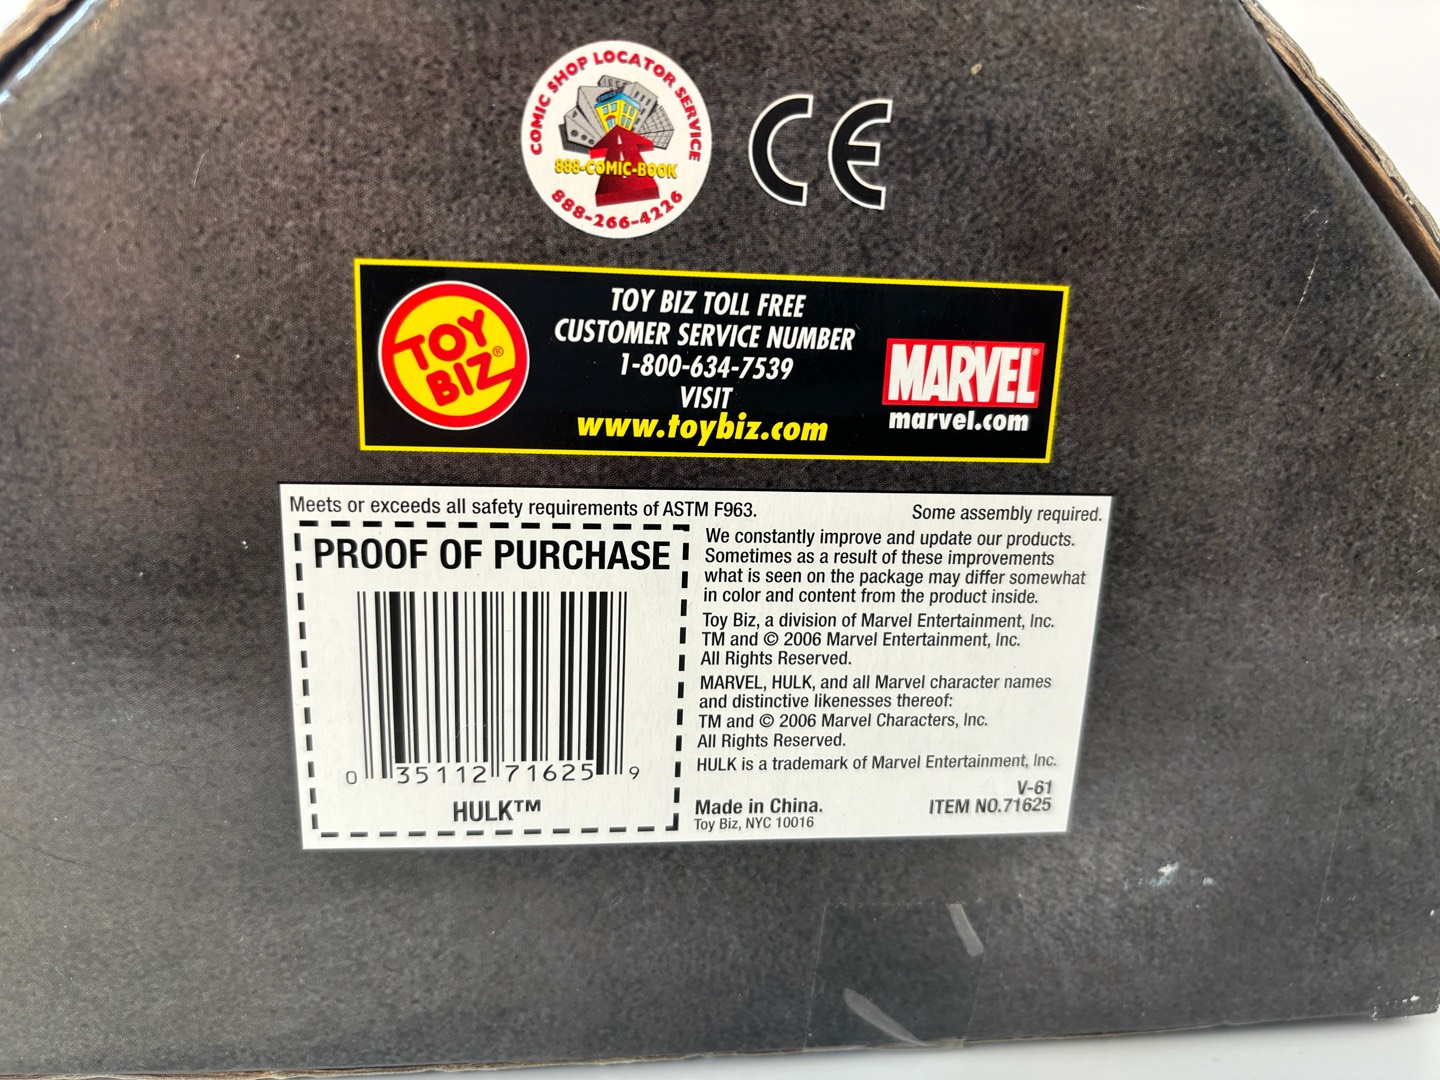 COMIC SHOP LOCATOR SERVICE
COMICS
888-COMIC-BOOK
888-266-4226
CE
TOY BIZ®
TOY BIZ TOLL FREE
CUSTOMER SERVICE NUMBER
1-800-634-7539
VISIT
www.toybiz.com
MARVEL®
marvel.com
Meets or exceeds all safety requirements of ASTM F963.
Some assembly required.
PROOF OF PURCHASE
0 35112 71625 9
HULK™
We constantly improve and update our products.
Sometimes as a result of these improvements
what is seen on the package may differ somewhat
in color and content from the product inside.
Toy Biz, a division of Marvel Entertainment, Inc.
TM and © 2006 Marvel Entertainment, Inc.
All Rights Reserved.
MARVEL, HULK, and all Marvel character names
and distinctive likenesses thereof:
TM and © 2006 Marvel Characters, Inc.
All Rights Reserved.
HULK is a trademark of Marvel Entertainment, Inc.
V-61
Made in China.
ITEM NO.71625
Toy Biz, NYC 10016